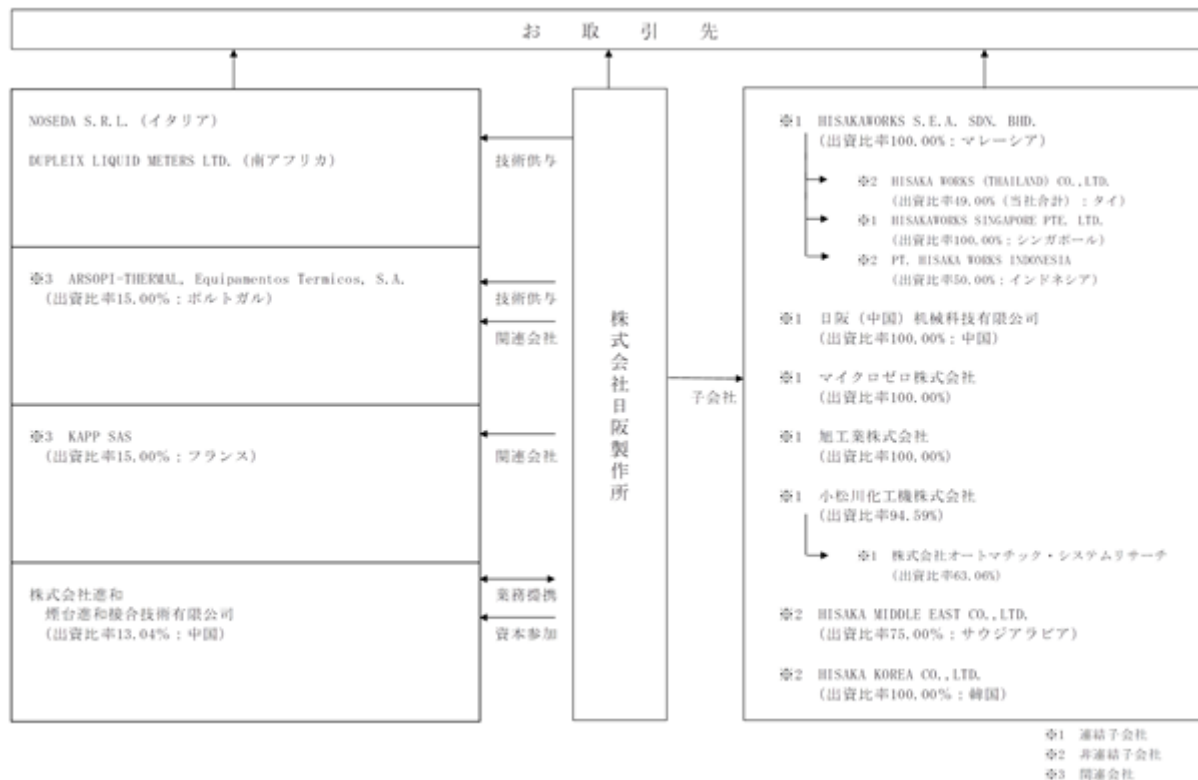 お取引先
NOSEDA S.R.L. (イタリア)
DUPLEIX LIQUID METERS LTD. (南アフリカ)
技術供与
※3 ARSOPI-THERMAL, Equipamentos Termicos, S.A.
(出資比率15.00%:ポルトガル)
技術供与
関連会社
※3 KAPP SAS
(出資比率15.00%:フランス)
関連会社
株式会社進和
煙台進和接合技術有限公司
(出資比率13.04%:中国)
業務提携
資本参加
株式会社日阪製作所
子会社
※1 HISAKAWORKS S.E.A. SDN. BHD.
(出資比率100.00%:マレーシア)
※2 HISAKA WORKS (THAILAND) CO.,LTD.
(出資比率49.00% (当社合計) :タイ)
※1 HISAKAWORKS SINGAPORE PTE. LTD.
(出資比率100.00%:シンガポール)
※2 PT. HISAKA WORKS INDONESIA
(出資比率50.00%:インドネシア)
※1 日阪(中国)机械科技有限公司
(出資比率100.00%:中国)
※1 マイクロゼロ株式会社
(出資比率100.00%)
※1 旭工業株式会社
(出資比率100.00%)
※1 小松川化工機株式会社
(出資比率94.59%)
※1 株式会社オートマチック・システムリサーチ
(出資比率63.06%)
※2 HISAKA MIDDLE EAST CO.,LTD.
(出資比率75.00%:サウジアラビア)
※2 HISAKA KOREA CO.,LTD.
(出資比率100.00%:韓国)
※1 連結子会社
※2 非連結子会社
※3 関連会社